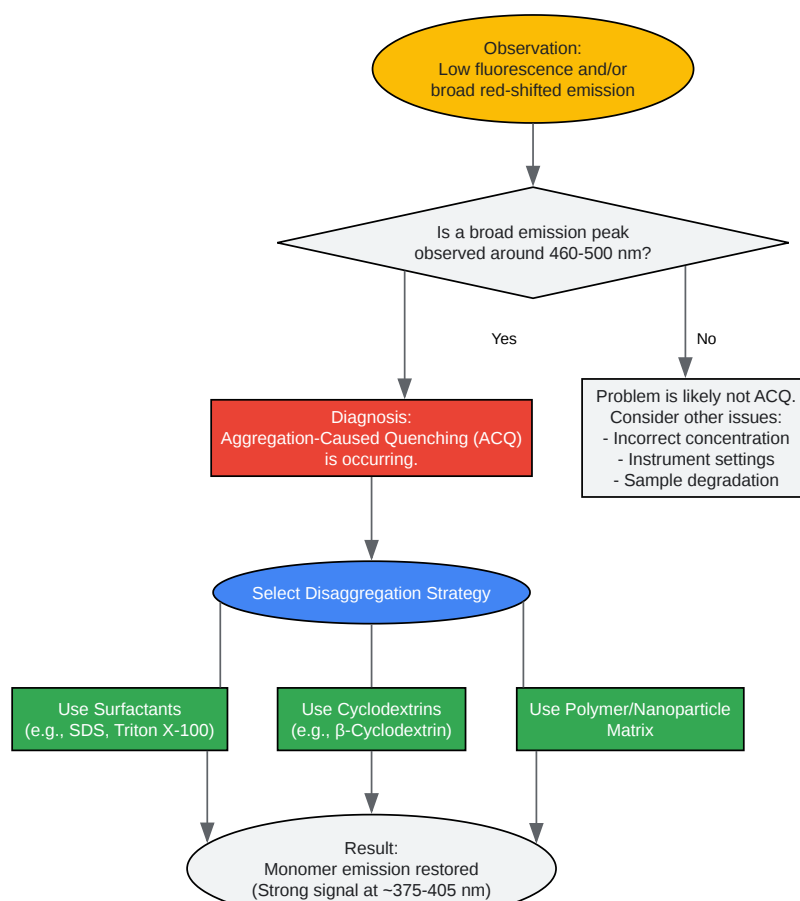 Observation:
Low fluorescence and/or
broad red-shifted emission
Is a broad emission peak
observed around 460-500 nm?
Yes
No
Problem is likely not ACQ.
Consider other issues:
- Incorrect concentration
- Instrument settings
- Sample degradation
Diagnosis:
Aggregation-Caused Quenching (ACQ)
is occurring.
Select Disaggregation Strategy
Use Surfactants
(e.g., SDS, Triton X-100)
Use Cyclodextrins
(e.g., β-Cyclodextrin)
Use Polymer/Nanoparticle
Matrix
Result:
Monomer emission restored
(Strong signal at ~375-405 nm)